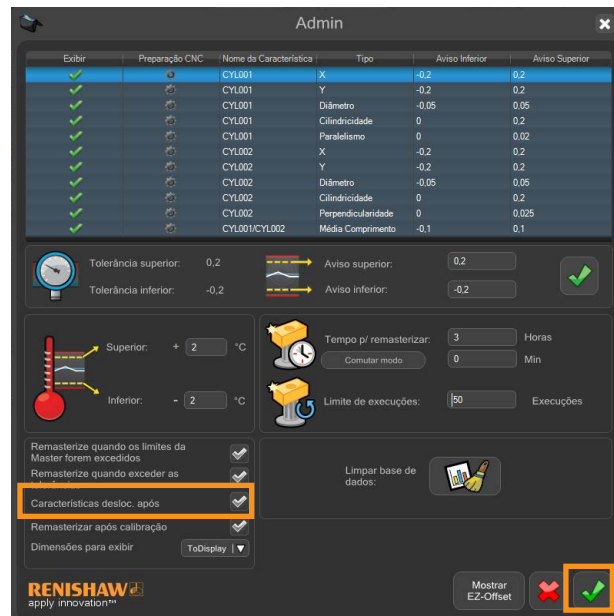 Admin
Exibir Preparação CNC Nome da Característica Tipo Aviso Inferior Aviso Superior
CYL001 X -0,2 0,2
CYL001 Y -0,2 0,2
CYL001 Diâmetro -0,05 0,05
CYL001 Cilindricidade 0 0,2
CYL001 Paralelismo 0 0,02
CYL002 X -0,2 0,2
CYL002 Y -0,2 0,2
CYL002 Diâmetro -0,05 0,05
CYL002 Cilindricidade 0 0,2
CYL002 Perpendicularidade 0 0,025
CYL001/CYL002 Média Comprimento -0,1 0,1
Tolerância superior: 0,2 Aviso superior: 0,2
Tolerância inferior: -0,2 Aviso inferior: -0,2
Superior: + 2 °C
Inferior: - 2 °C
Tempo p/ remasterizar: 3 Horas
Comutar modo 0 Min
Limite de execuções: 50 Execuções
Remasterize quando os limites da
Master forem excedidos
Remasterize quando exceder as
tolerâncias
Características desloc. após
Remasterizar após calibração
Dimensões para exibir ToDisplay
Limpar base de
dados:
RENISHAW
apply innovation™
Mostrar
EZ-Offset